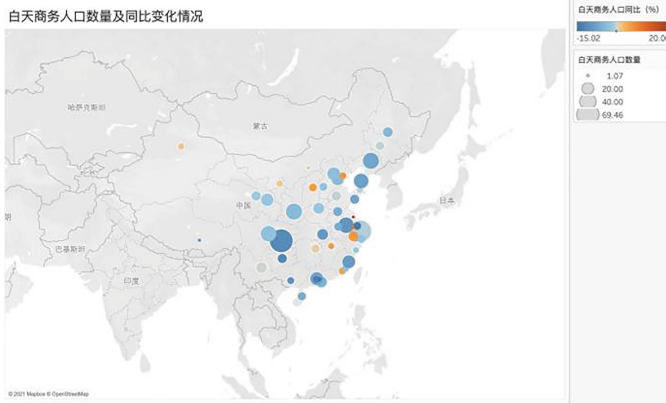 白天商务人口数量及同比变化情况
白天商务人口同比（%）
-15.02 20.00
白天商务人口数量
1.07
20.00
40.00
69.46
哈萨克斯坦
蒙古
中国
日本
胡
巴基斯坦
印度
© 2021 Mapbox © OpenStreetMap